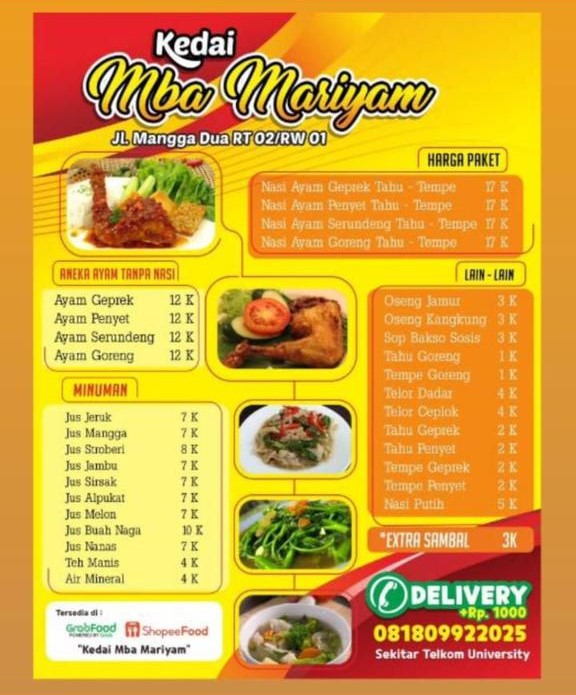 Kedai
Mba Mariyam
JL Mangga Dua RT 02/RW 01
HARGA PAKET
Nasi Ayam Geprek Tahu - Tempe 17 K
Nasi Ayam Penyet Tahu - Tempe 17 K
Nasi Ayam Serundeng Tahu - Tempe 17 K
Nasi Ayam Goreng Tahu - Tempe 17 K
ANEKA AYAM TANPA NASI
Ayam Geprek 12 K
Ayam Penyet 12 K
Ayam Serundeng 12 K
Ayam Goreng 12 K
MINUMAN
Jus Jeruk 7 K
Jus Mangga 7 K
Jus Stroberi 8 K
Jus Jambu 7 K
Jus Sirsak 7 K
Jus Alpukat 7 K
Jus Melon 7 K
Jus Buah Naga 10 K
Jus Nanas 7 K
Teh Manis 4 K
Air Mineral 4 K
LAIN - LAIN
Oseng Jamur 3 K
Oseng Kangkung 3 K
Sop Bakso Sosis 3 K
Tahu Goreng 1 K
Tempe Goreng 1 K
Telor Dadar 4 K
Telor Ceplok 4 K
Tahu Geprek 2 K
Tahu Penyet 2 K
Tempe Geprek 2 K
Tempe Penyet 2 K
Nasi Putih 5 K
*EXTRA SAMBAL 3K
Tersedia di :
GrabFood
POWERED BY Grab
ShopeeFood
"Kedai Mba Mariyam"
DELIVERY
+Rp. 1000
081809922025
Sekitar Telkom University